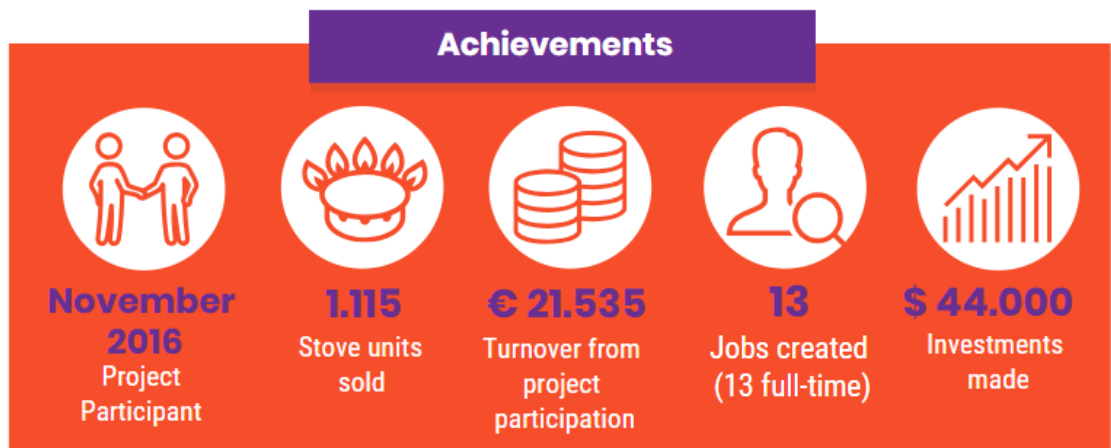 Achievements
November
2016
Project
Participant
1.115
Stove units
sold
€ 21.535
Turnover from
project
participation
13
Jobs created
(13 full-time)
$ 44.000
Investments
made